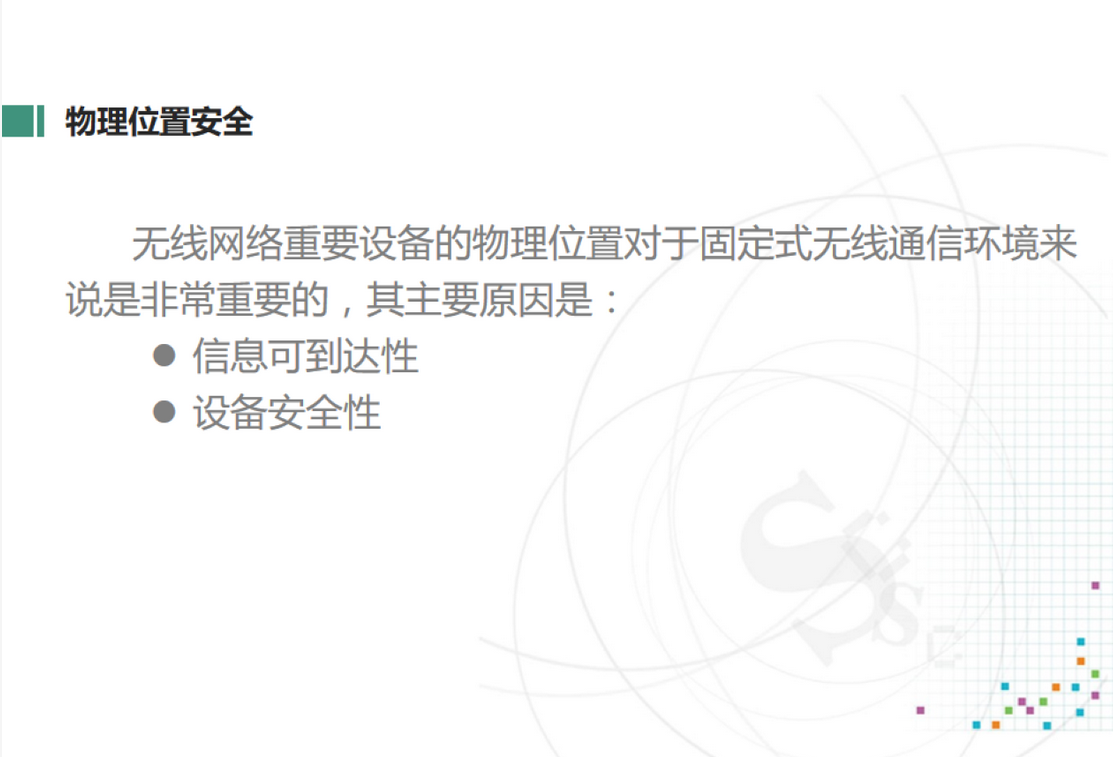 物理位置安全
无线网络重要设备的物理位置对于固定式无线通信环境来
说是非常重要的，其主要原因是：
● 信息可到达性
● 设备安全性
SSC